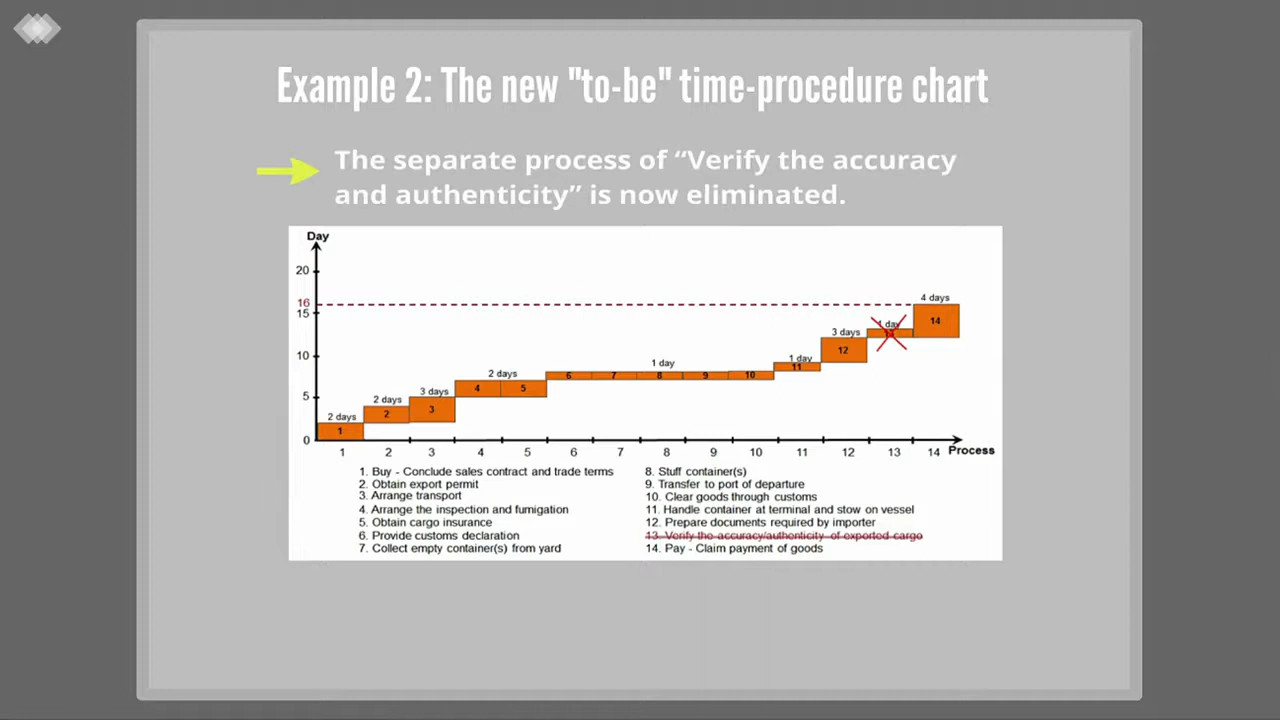 Example 2: The new "to-be" time-procedure chart
The separate process of “Verify the accuracy
and authenticity” is now eliminated.
Day
20
16
15
10
5
0
2 days
2 days
3 days
2 days
1 day
1 day
3 days
1 day
4 days
1
2
3
4
5
6
7
8
9
10
11
12
14
1 2 3 4 5 6 7 8 9 10 11 12 13 14 Process
1. Buy - Conclude sales contract and trade terms
2. Obtain export permit
3. Arrange transport
4. Arrange the inspection and fumigation
5. Obtain cargo insurance
6. Provide customs declaration
7. Collect empty container(s) from yard
8. Stuff container(s)
9. Transfer to port of departure
10. Clear goods through customs
11. Handle container at terminal and stow on vessel
12. Prepare documents required by importer
13. Verify the accuracy/authenticity of exported cargo
14. Pay - Claim payment of goods